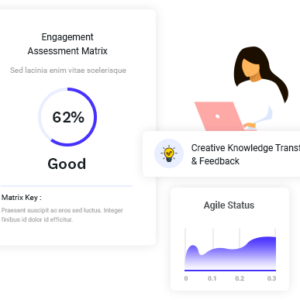 Engagement
Assessment Matrix
Sed lacinia enim vitae scelerisque
62%
Good
Matrix Key :
Praesent suscipit ac eros sed luctus. Integer
finibus id dolor id efficitur.
Creative Knowledge Transf
& Feedback
Agile Status
0 0.1 0.2 0.3